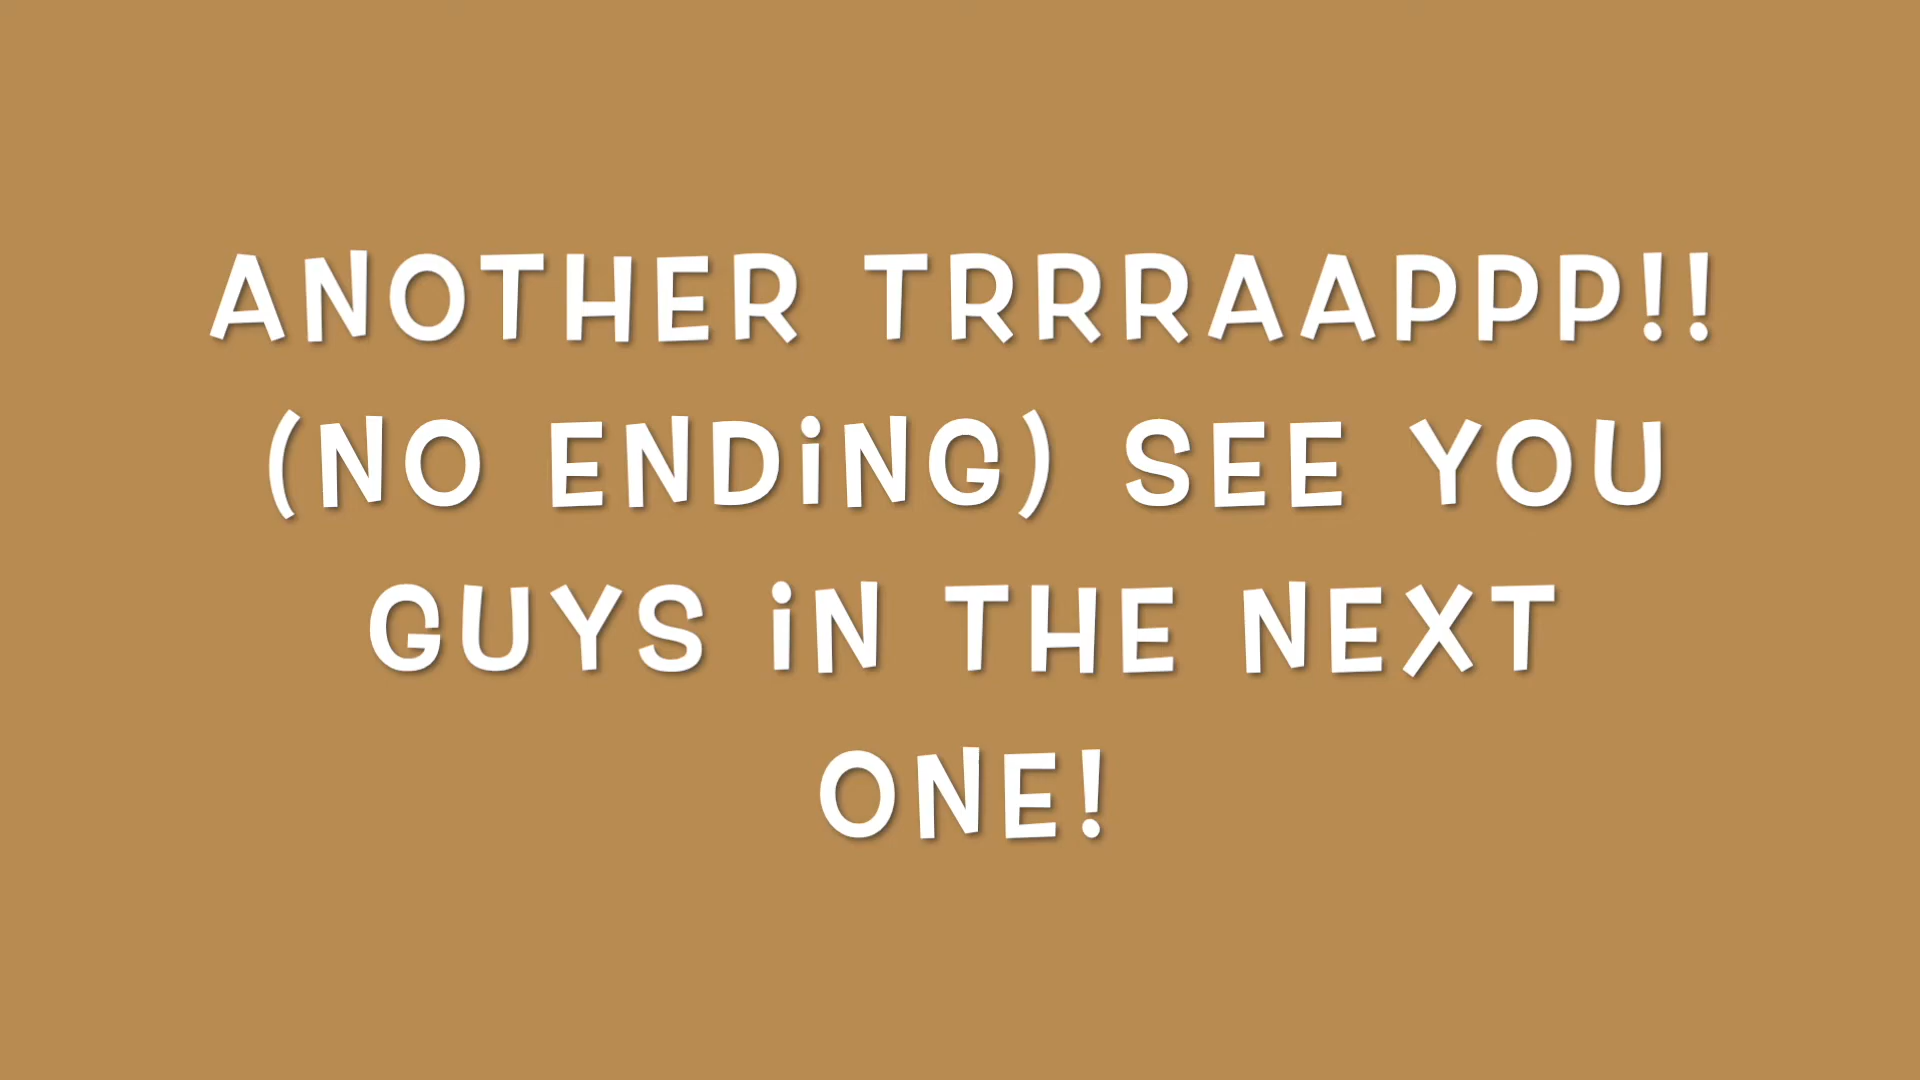 ANOTHER TRRRAAPPP!!
(NO ENDiNG) SEE YOU
GUYS iN THE NEXT
ONE!